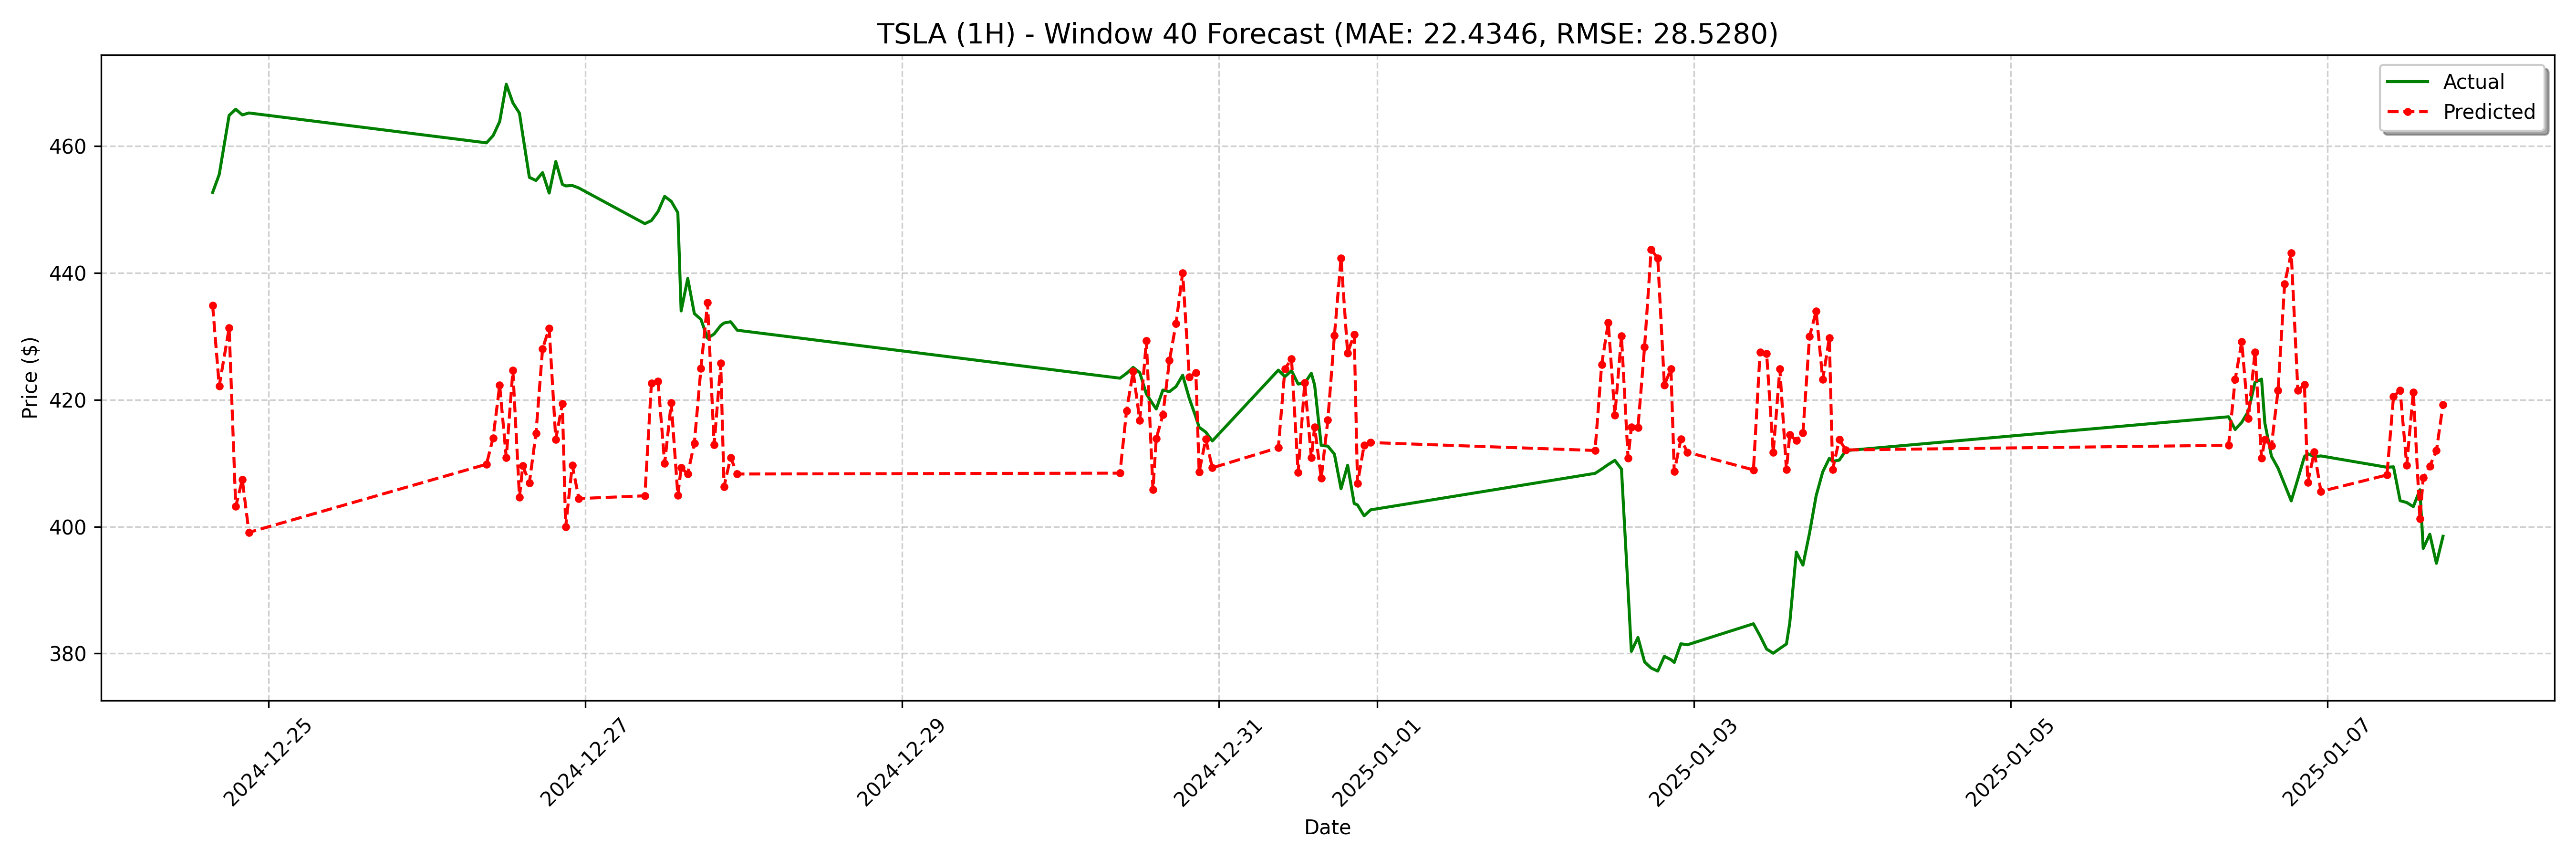 TSLA (1H) - Window 40 Forecast (MAE: 22.4346, RMSE: 28.5280)
Actual
Predicted
Price ($)
460
440
420
400
380
2024-12-25
2024-12-27
2024-12-29
2024-12-31
2025-01-01
2025-01-03
2025-01-05
2025-01-07
Date